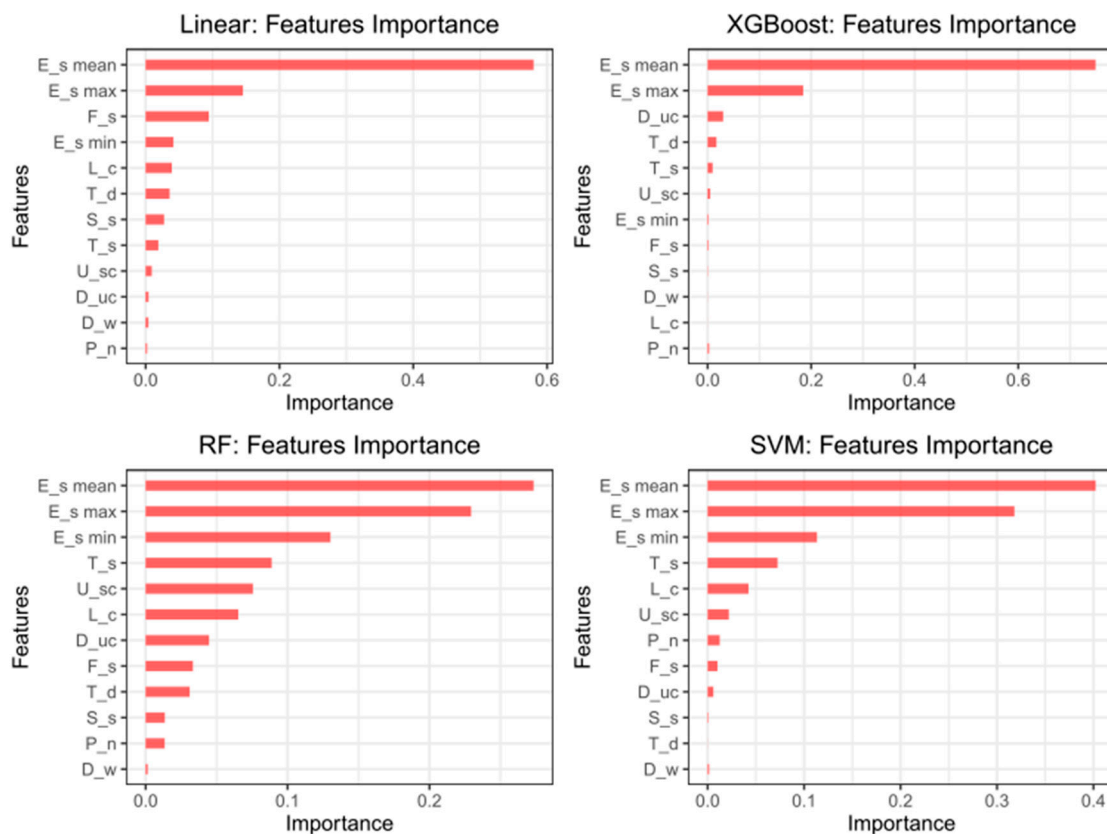 Linear: Features Importance
Features
E_s mean
E_s max
F_s
E_s min
L_c
T_d
S_s
T_s
U_sc
D_uc
D_w
P_n
0.0 0.2 0.4 0.6
Importance
XGBoost: Features Importance
Features
E_s mean
E_s max
D_uc
T_d
T_s
U_sc
E_s min
F_s
S_s
D_w
L_c
P_n
0.0 0.2 0.4 0.6
Importance
RF: Features Importance
Features
E_s mean
E_s max
E_s min
T_s
U_sc
L_c
D_uc
F_s
T_d
S_s
P_n
D_w
0.0 0.1 0.2
Importance
SVM: Features Importance
Features
E_s mean
E_s max
E_s min
T_s
L_c
U_sc
P_n
F_s
D_uc
S_s
T_d
D_w
0.0 0.1 0.2 0.3 0.4
Importance